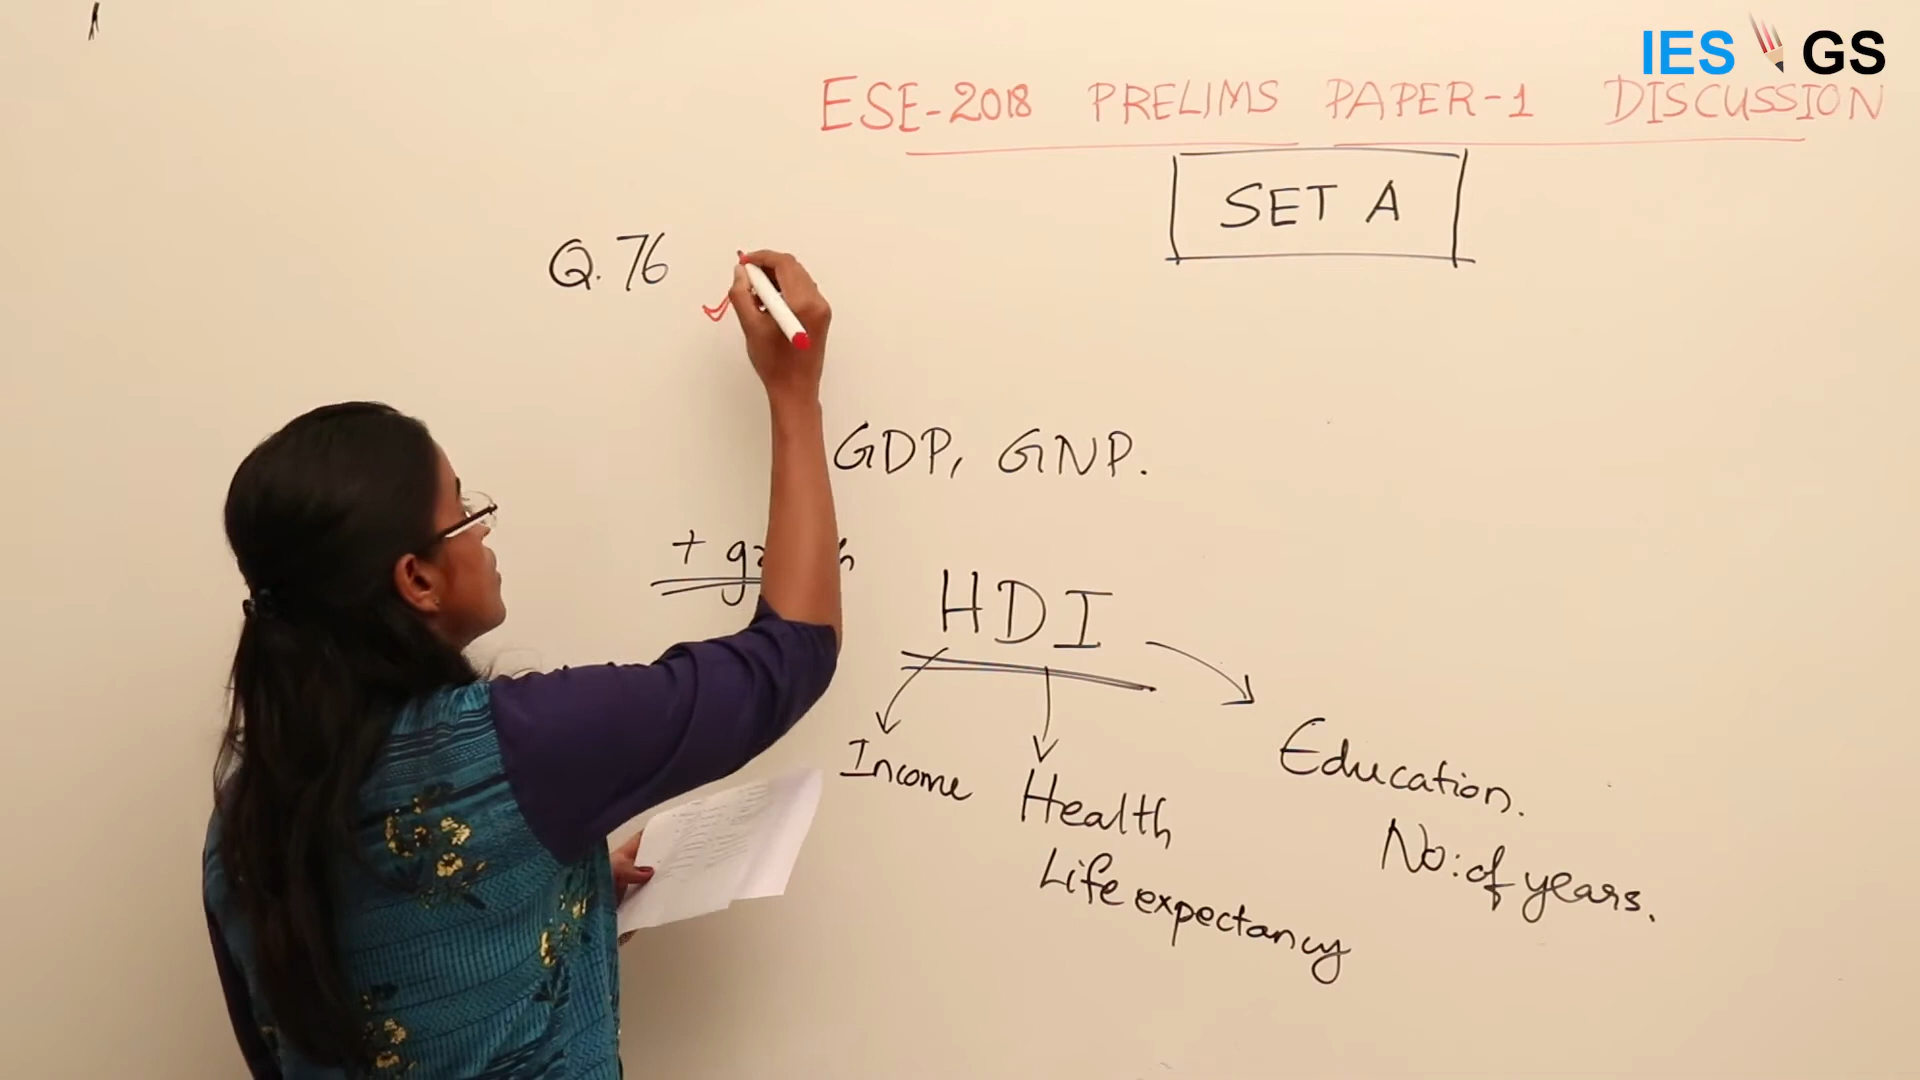 IES GS
ESE-2018 PRELIMS PAPER-1 DISCUSSION
SET A
Q. 76
GDP, GNP.
+
HDI
Income
Health
Life expectancy
Education.
No: of years.